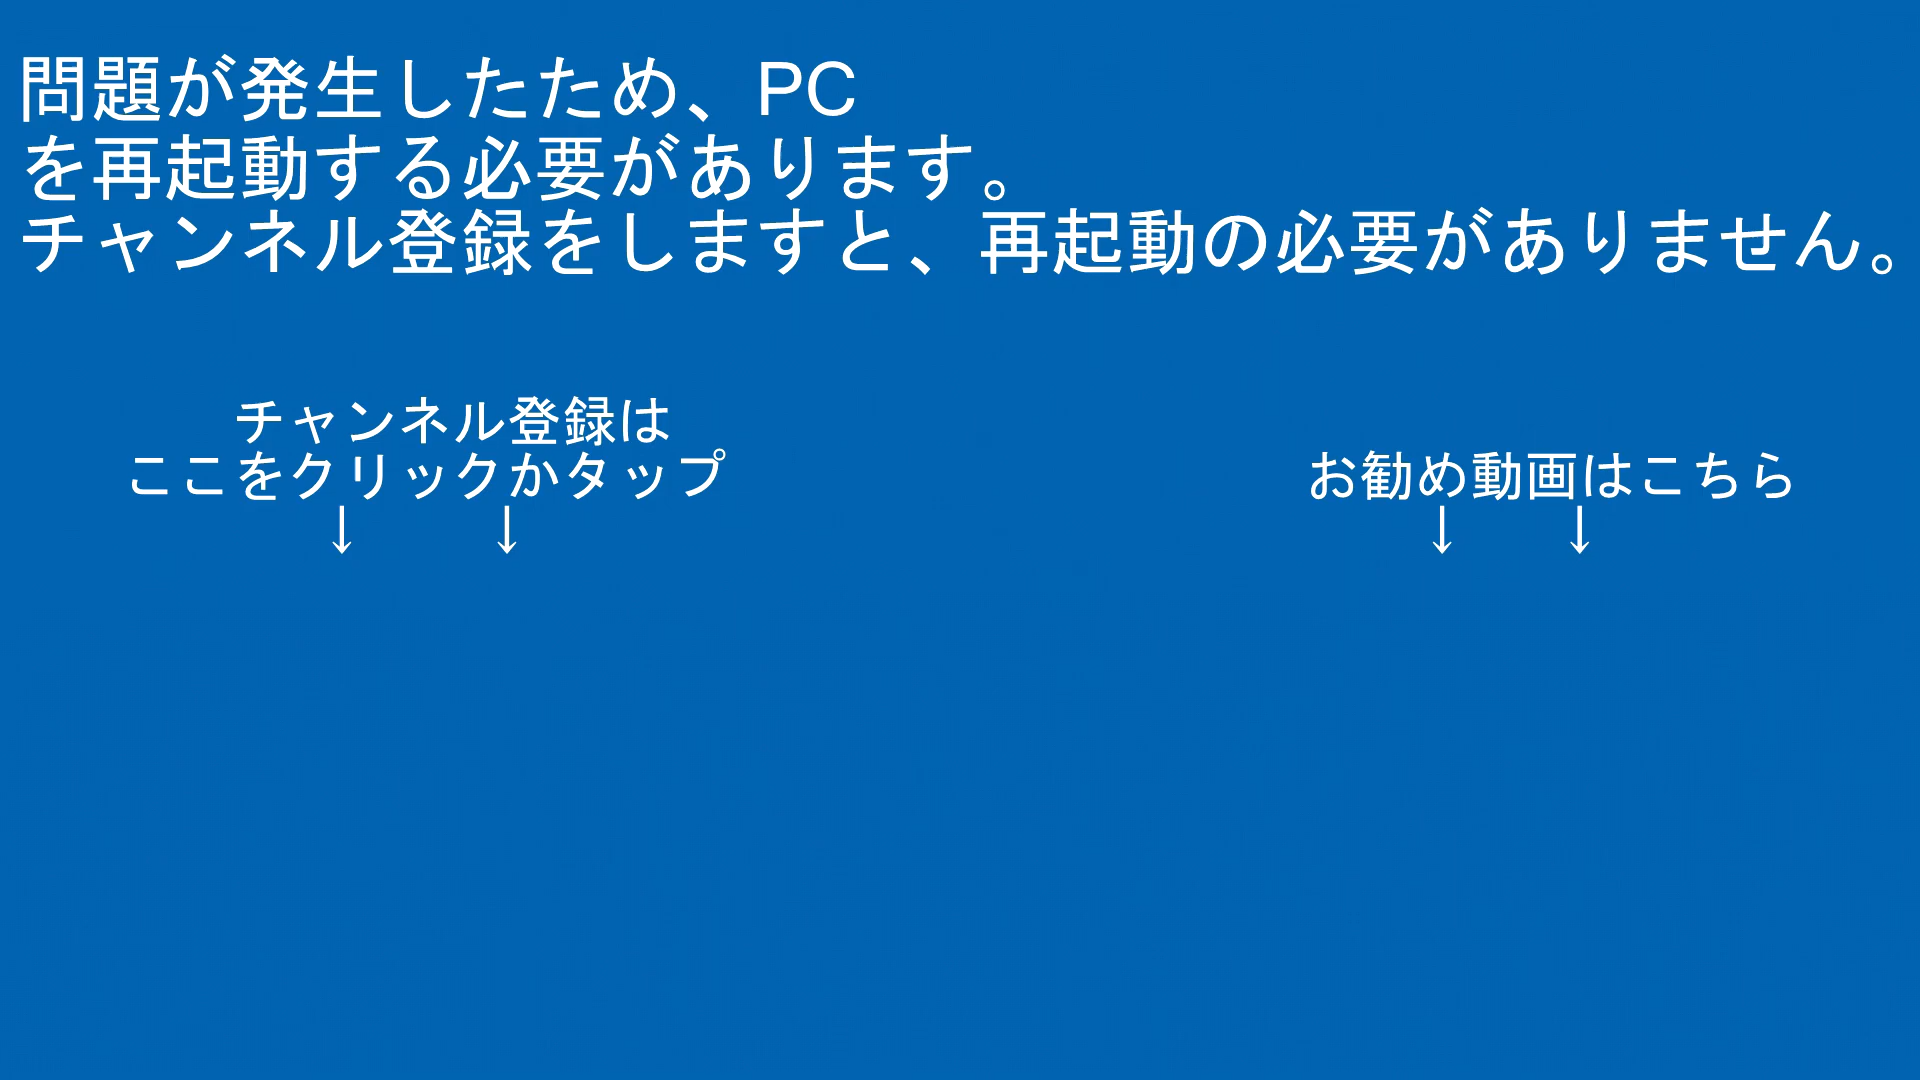 問題が発生したため、PC
を再起動する必要があります。
チャンネル登録をしますと、再起動の必要がありません。
チャンネル登録は
ここをクリックかタップ
↓ ↓
お勧め動画はこちら
↓ ↓